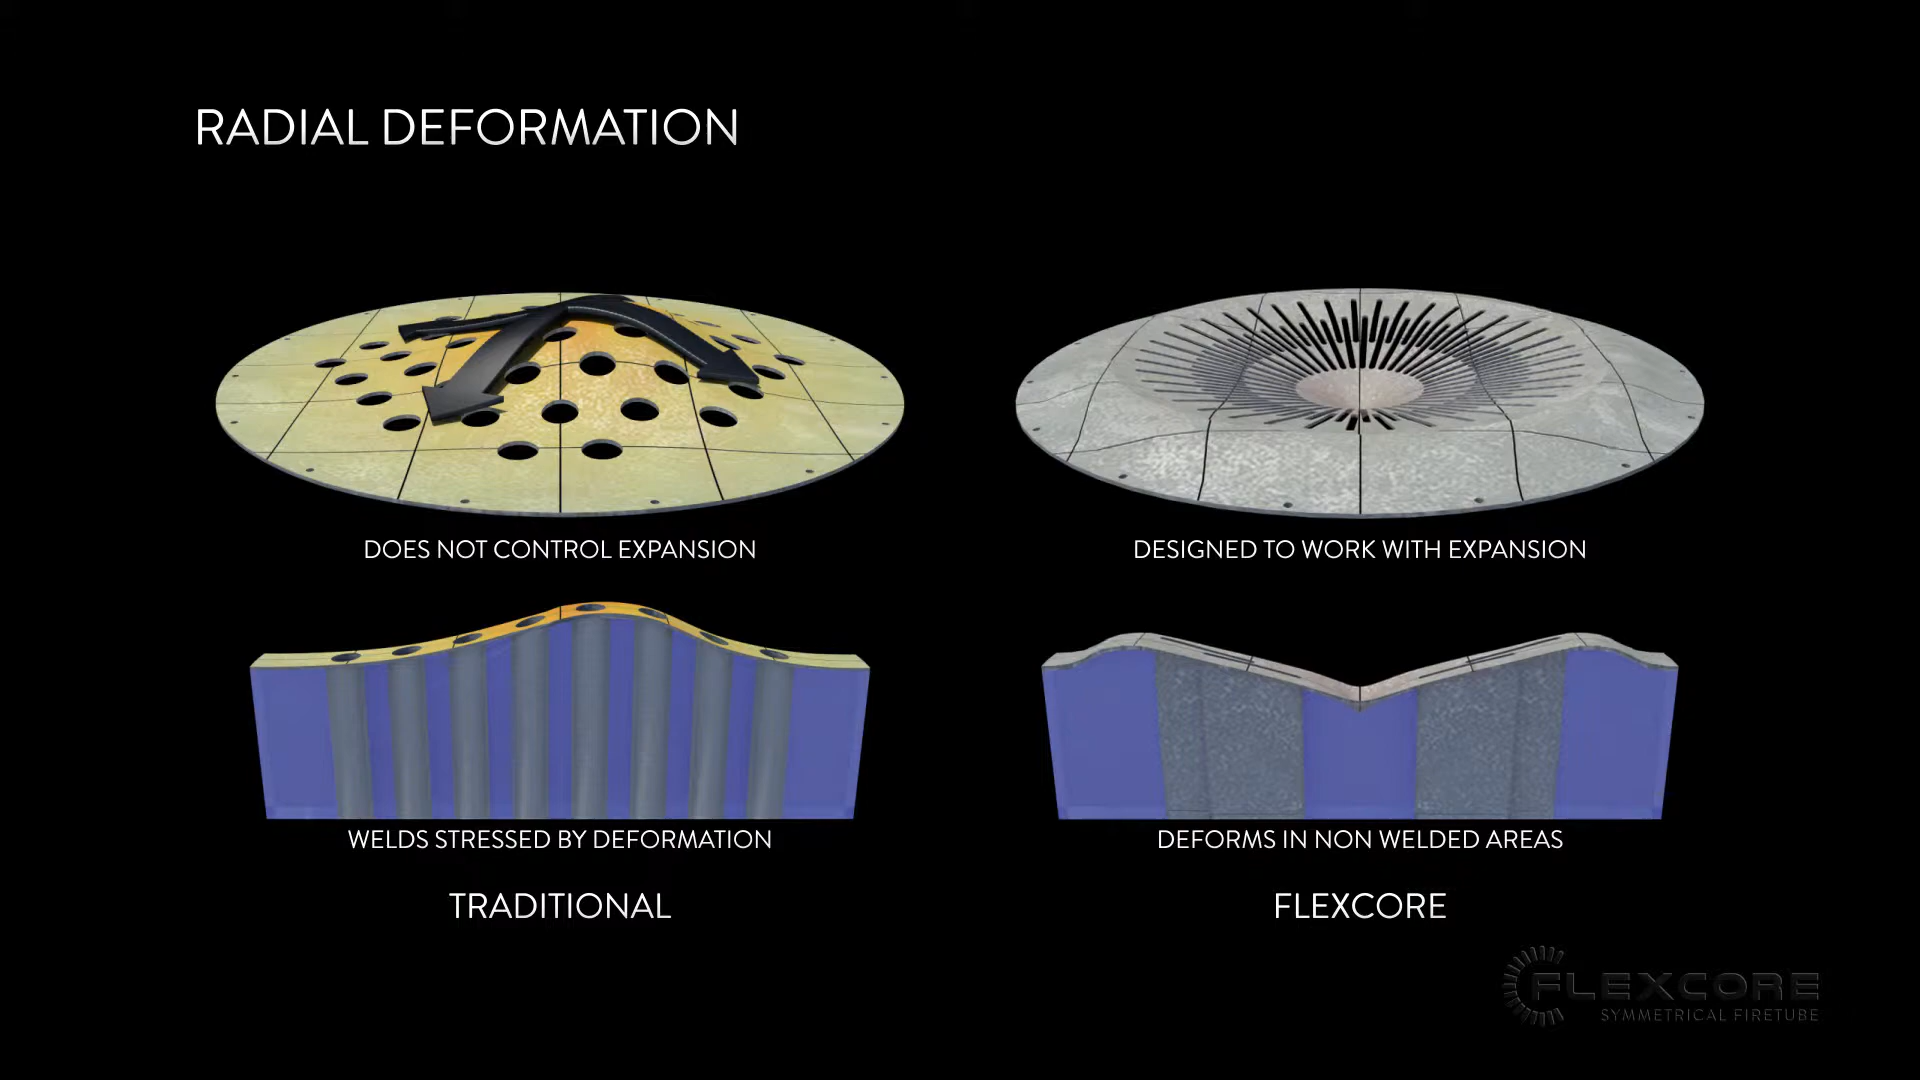 RADIAL DEFORMATION
DOES NOT CONTROL EXPANSION
DESIGNED TO WORK WITH EXPANSION
WELDS STRESSED BY DEFORMATION
DEFORMS IN NON WELDED AREAS
TRADITIONAL
FLEXCORE
FLEXCORE
SYMMETRICAL FIRETUBE